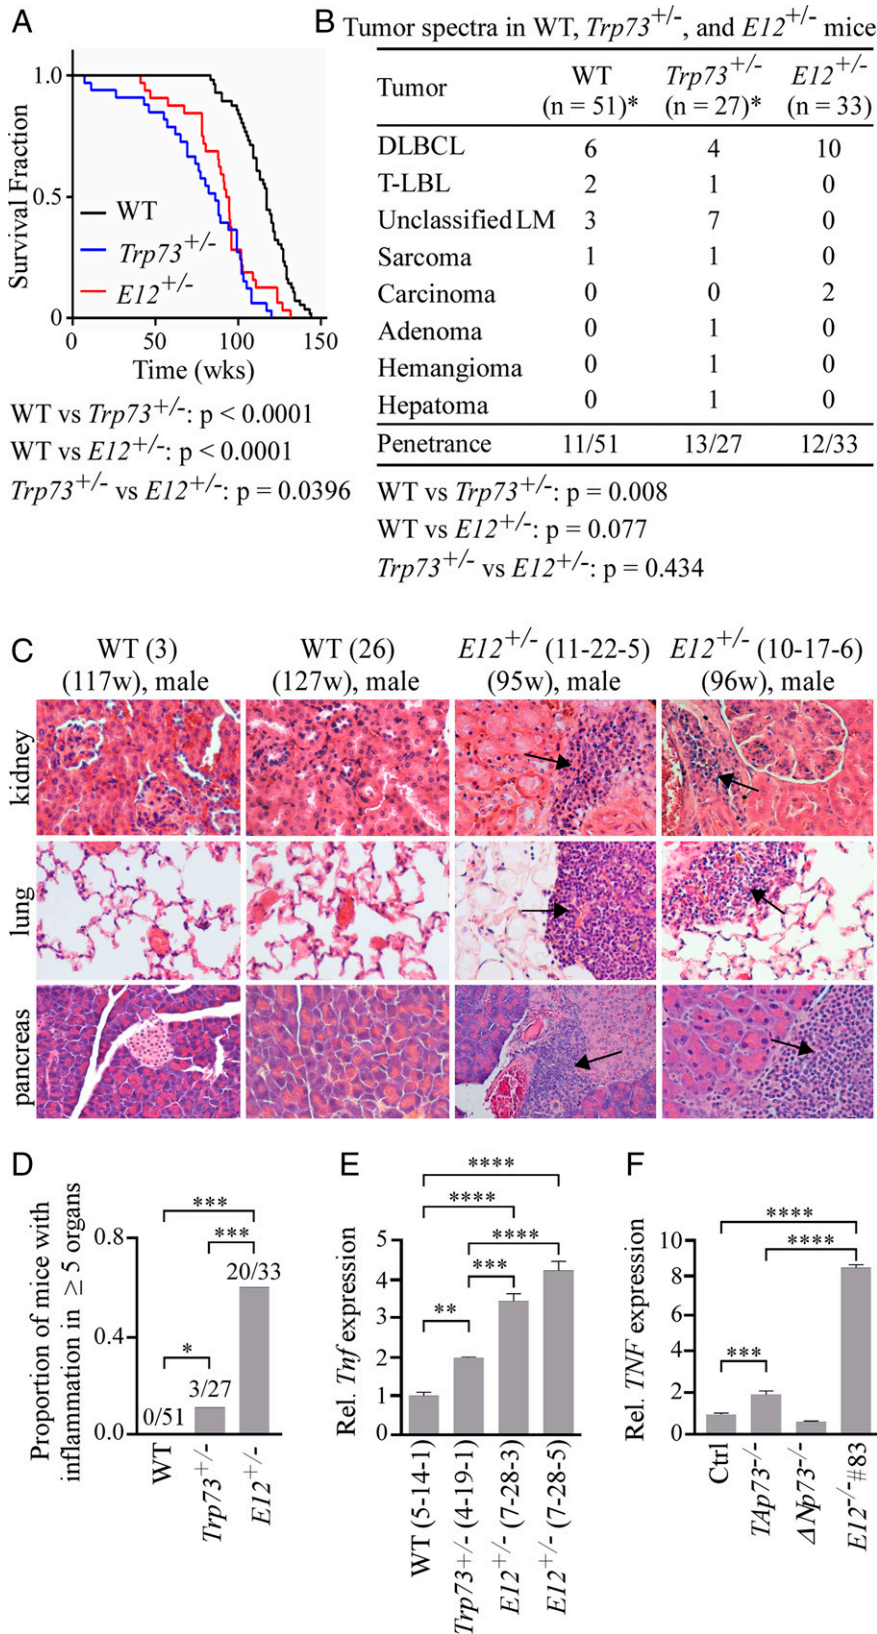 A
1.0
0.5
0
Survival Fraction
WT
Trp73+/-
E12+/-
0 50 100 150
Time (wks)
WT vs Trp73+/-: p < 0.0001
WT vs E12+/-: p < 0.0001
Trp73+/- vs E12+/-: p = 0.0396
B Tumor spectra in WT, Trp73+/-, and E12+/- mice
Tumor WT (n = 51)* Trp73+/- (n = 27)* E12+/- (n = 33)
DLBCL 6 4 10
T-LBL 2 1 0
Unclassified LM 3 7 0
Sarcoma 1 1 0
Carcinoma 0 0 2
Adenoma 0 1 0
Hemangioma 0 1 0
Hepatoma 0 1 0
Penetrance 11/51 13/27 12/33
WT vs Trp73+/-: p = 0.008
WT vs E12+/-: p = 0.077
Trp73+/- vs E12+/-: p = 0.434
C
WT (3) WT (26) E12+/- (11-22-5) E12+/- (10-17-6)
(117w), male (127w), male (95w), male (96w), male
kidney
lung
pancreas
D
Proportion of mice with
inflammation in ≥ 5 organs
0.8
0.4
0.0
***
***
*
0/51
3/27
20/33
WT
Trp73+/-
E12+/-
E
Rel. Tnf expression
5
4
3
2
1
0
****
****
****
***
**
WT (5-14-1)
Trp73+/- (4-19-1)
E12+/- (7-28-3)
E12+/- (7-28-5)
F
Rel. TNF expression
10
8
6
4
2
0
****
****
***
Ctrl
TAp73-/-
ΔNp73-/-
E12-/-#83